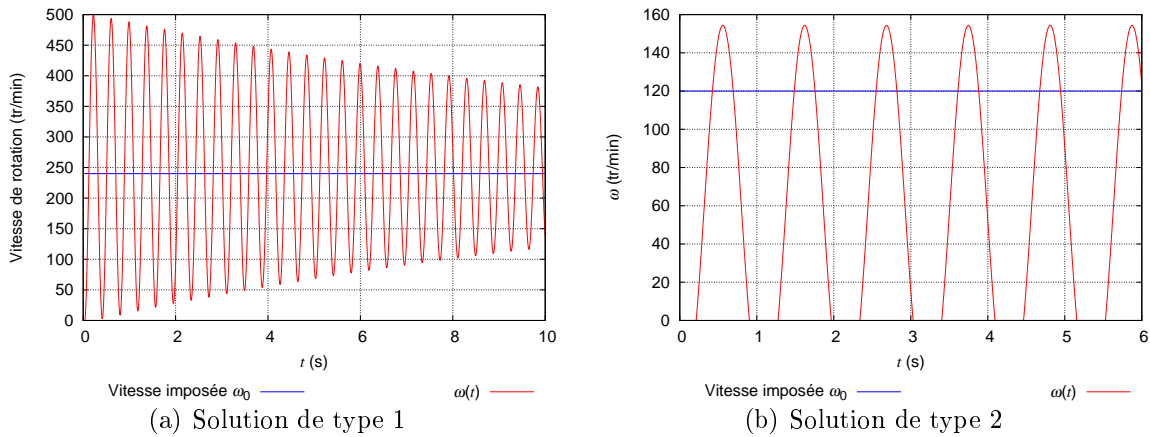 500
450
400
350
300
250
200
150
100
50
0
Vitesse de rotation (tr/min)
0 2 4 6 8 10
t (s)
Vitesse imposée ω0
ω(t)
(a) Solution de type 1
160
140
120
100
80
60
40
20
0
ω (tr/min)
0 1 2 3 4 5 6
t (s)
Vitesse imposée ω0
ω(t)
(b) Solution de type 2